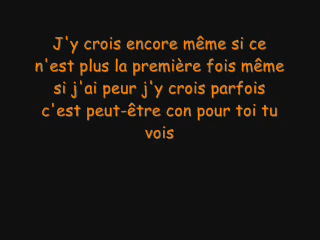 J'y crois encore même si ce
n'est plus la première fois même
si j'ai peur j'y crois parfois
c'est peut-être con pour toi tu
vois